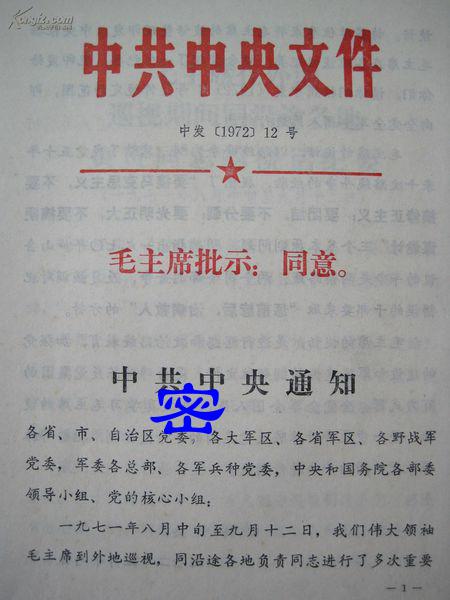 中共中央文件
中发〔1972〕12号
毛主席批示：同意。
中共中央通知
密
各省、市、自治区党委，各大军区、各省军区、各野战军
党委，军委各总部、各军兵种党委，中央和国务院各部委
领导小组、党的核心小组：
一九七一年八月中旬至九月十二日，我们伟大领袖
毛主席到外地巡视，同沿途各地负责同志进行了多次重要
— 1 —